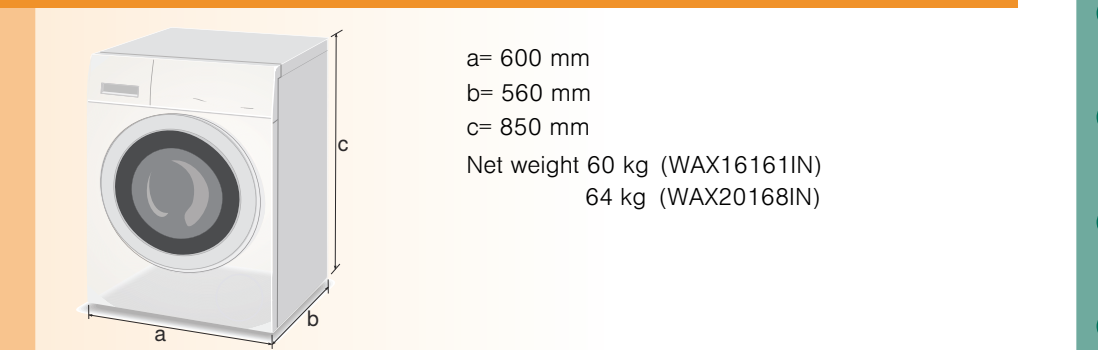 a= 600 mm
b= 560 mm
c= 850 mm
Net weight 60 kg (WAX16161IN)
64 kg (WAX20168IN)
c
b
a